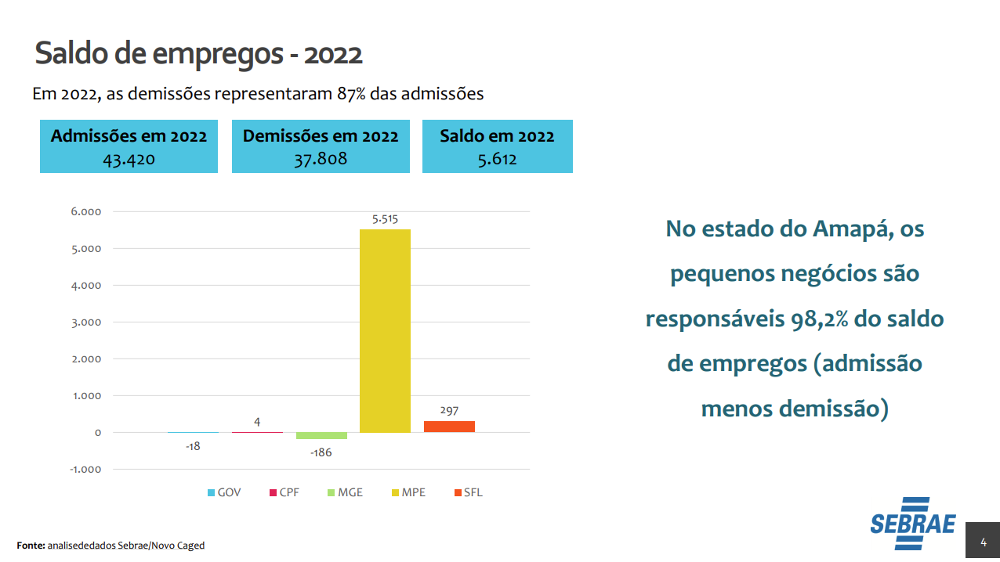 Saldo de empregos - 2022
Em 2022, as demissões representaram 87% das admissões
Admissões em 2022
43.420
Demissões em 2022
37.808
Saldo em 2022
5.612
6.000
5.000
4.000
3.000
2.000
1.000
0
-1.000
-18
4
-186
5.515
297
GOV
CPF
MGE
MPE
SFL
No estado do Amapá, os
pequenos negócios são
responsáveis 98,2% do saldo
de empregos (admissão
menos demissão)
Fonte: analisededados Sebrae/Novo Caged
SEBRAE
4